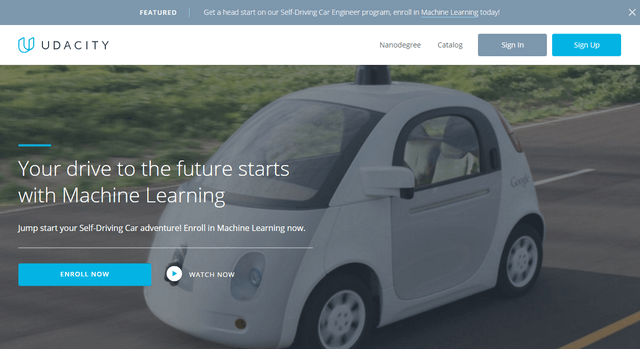 FEATURED
Get a head start on our Self-Driving Car Engineer program, enroll in Machine Learning today!
UDACITY
Nanodegree
Catalog
Sign In
Sign Up
Your drive to the future starts
with Machine Learning
Jump start your Self-Driving Car adventure! Enroll in Machine Learning now.
ENROLL NOW
WATCH NOW
Google